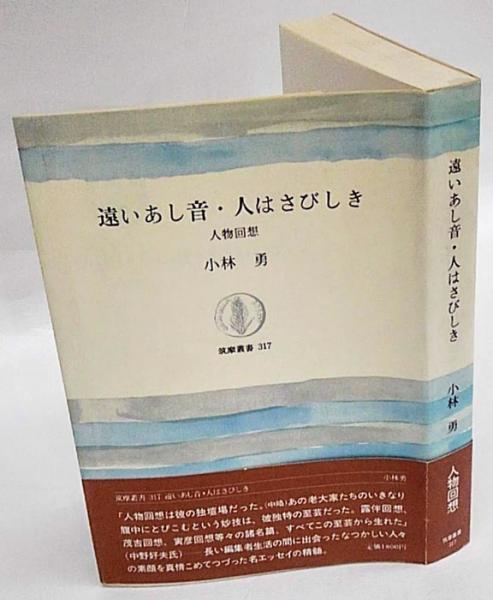 遠いあし音・人はさびしき
人物回想
小林 勇
筑摩叢書 317
筑摩叢書 317 遠いあし音・人はさびしき
小林勇
「人物回想は彼の独壇場だった。(中略)あの老大家たちのいきなり
腹中にとびこむという妙技は、彼独特の至芸だった。露伴回想、
茂吉回想、寅彦回想等々の諸名篇、すべてこの至芸から生れた」
(中野好夫氏)――長い編集者生活の間に出会ったなつかしい人々
の素顔を真情こめてつづった名エッセイの精髄。
定価1800円
遠いあし音・人はさびしき
小林 勇
人物回想
筑摩叢書
317